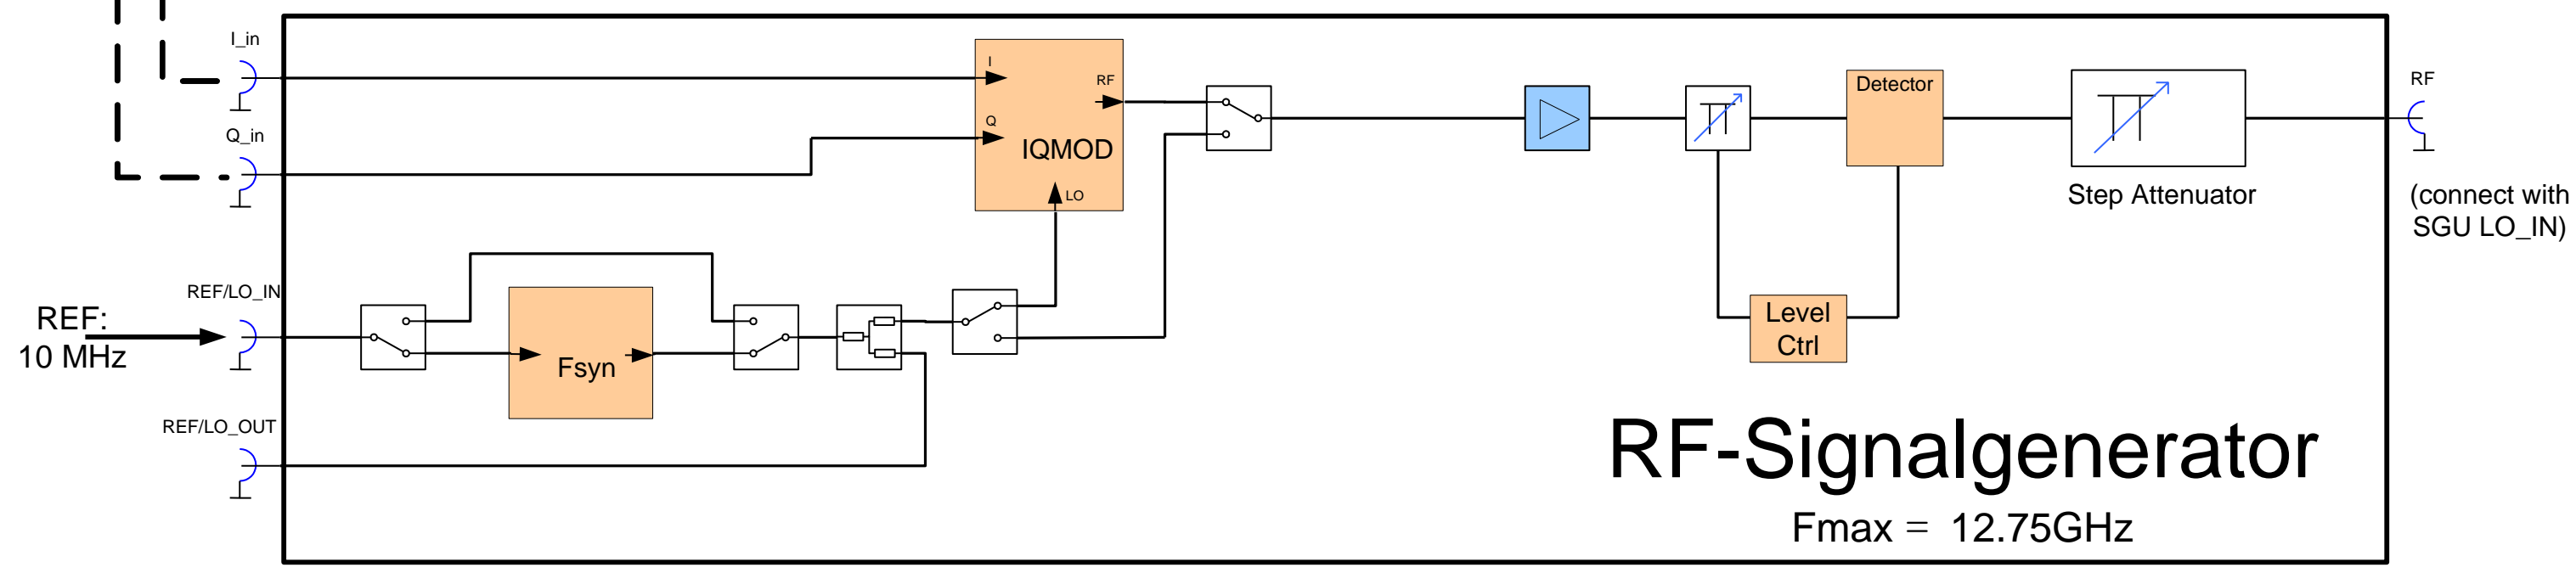 I_in
Q_in
I
Q
RF
IQMOD
LO
Detector
Step Attenuator
RF
(connect with
SGU LO_IN)
REF:
10 MHz
REF/LO_IN
Fsyn
Level
Ctrl
REF/LO_OUT
RF-Signalgenerator
Fmax = 12.75GHz